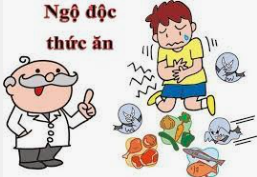 Ngộ độc
thức ăn